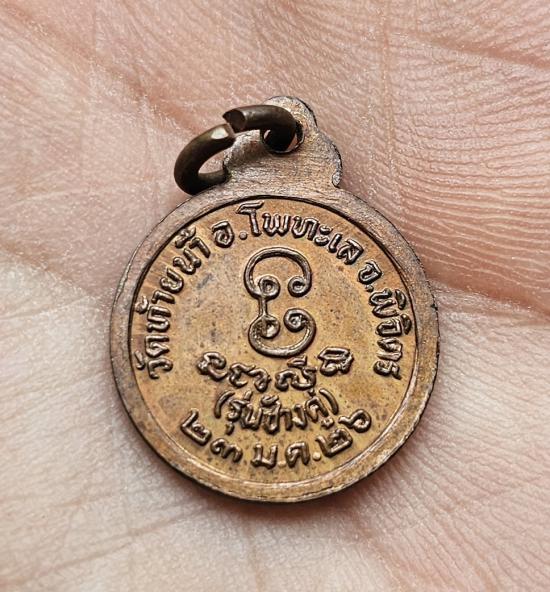 วัดท้ายน้ำ อ.โพทะเล จ.พิจิตร
(รุ่นช้างคู่)
๒๓ ม.ค. ๒๖